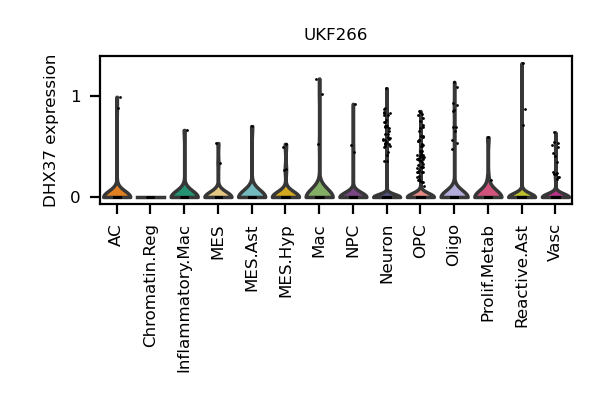 UKF266
DHX37 expression
1
0
AC
Chromatin.Reg
Inflammatory.Mac
MES
MES.Ast
MES.Hyp
Mac
NPC
Neuron
OPC
Oligo
Prolif.Metab
Reactive.Ast
Vasc